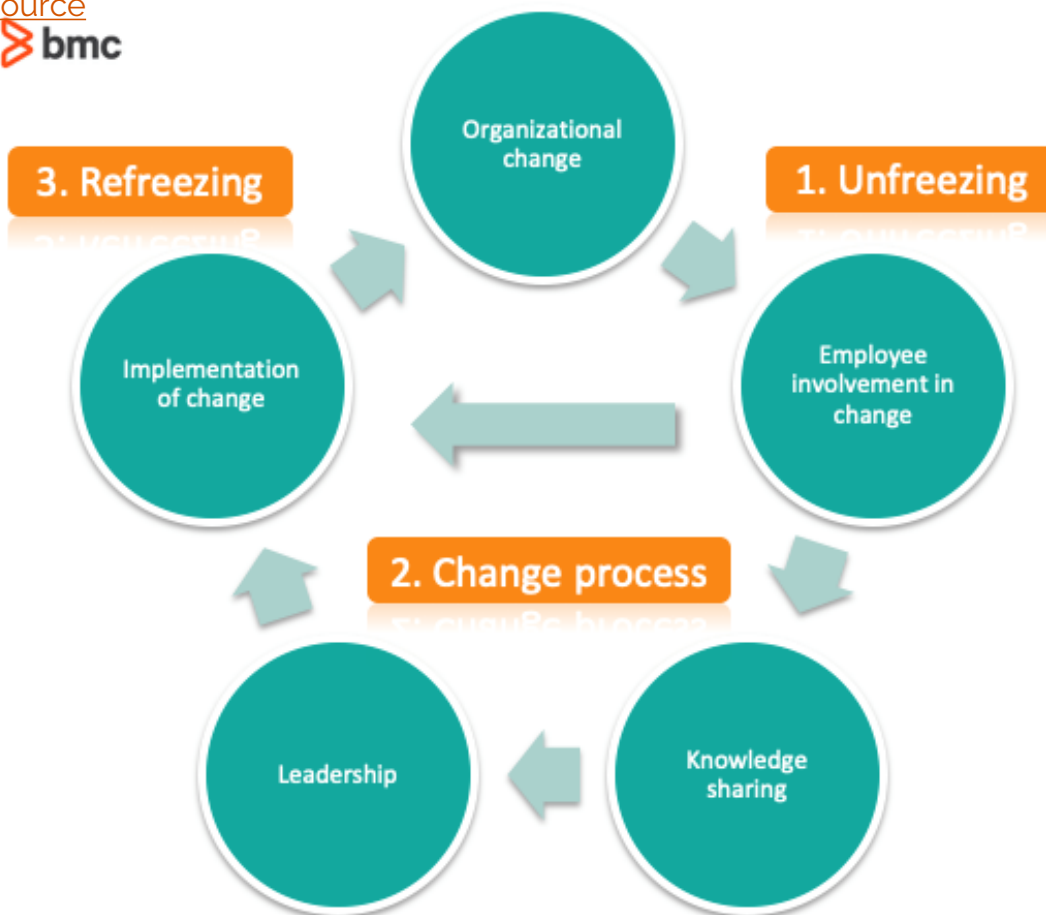 ource
bmc
Organizational
change
3. Refreezing
1. Unfreezing
Implementation
of change
Employee
involvement in
change
2. Change process
Leadership
Knowledge
sharing